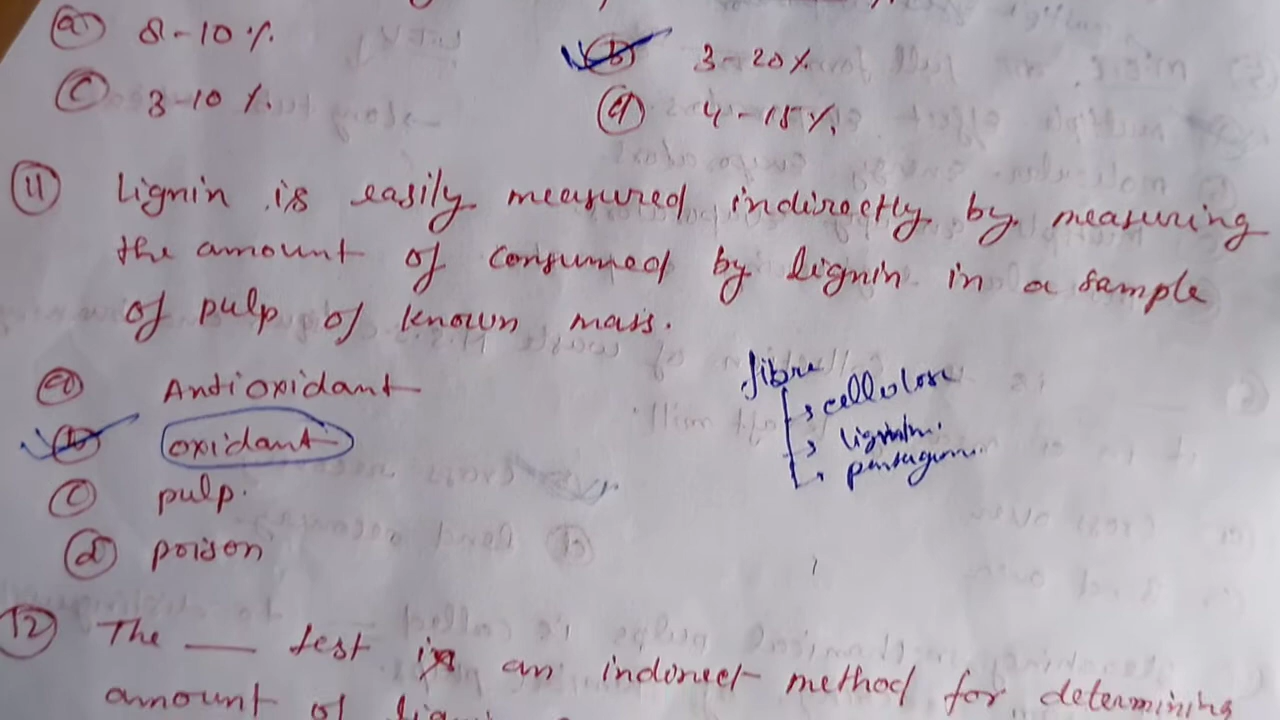 (a) 8-10 %. (b) 3-20 %
(c) 3-10 %. (d) 4-15 %.
(11) Lignin is easily measured indirectly by measuring
the amount of consumed by lignin in a sample
of pulp of known mass.
(a) Antioxidant
(b) oxidant
(c) pulp.
(d) poison
fibre
cellulose
(12) The ___ test is an indirect method for determining
amount of